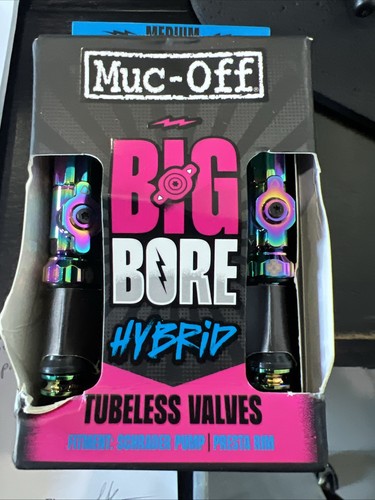 MEDIUM
Muc-Off
BIG
BORE
HYBRID
TUBELESS VALVES
FITMENT: SCHRADER PUMP | PRESTA RIM